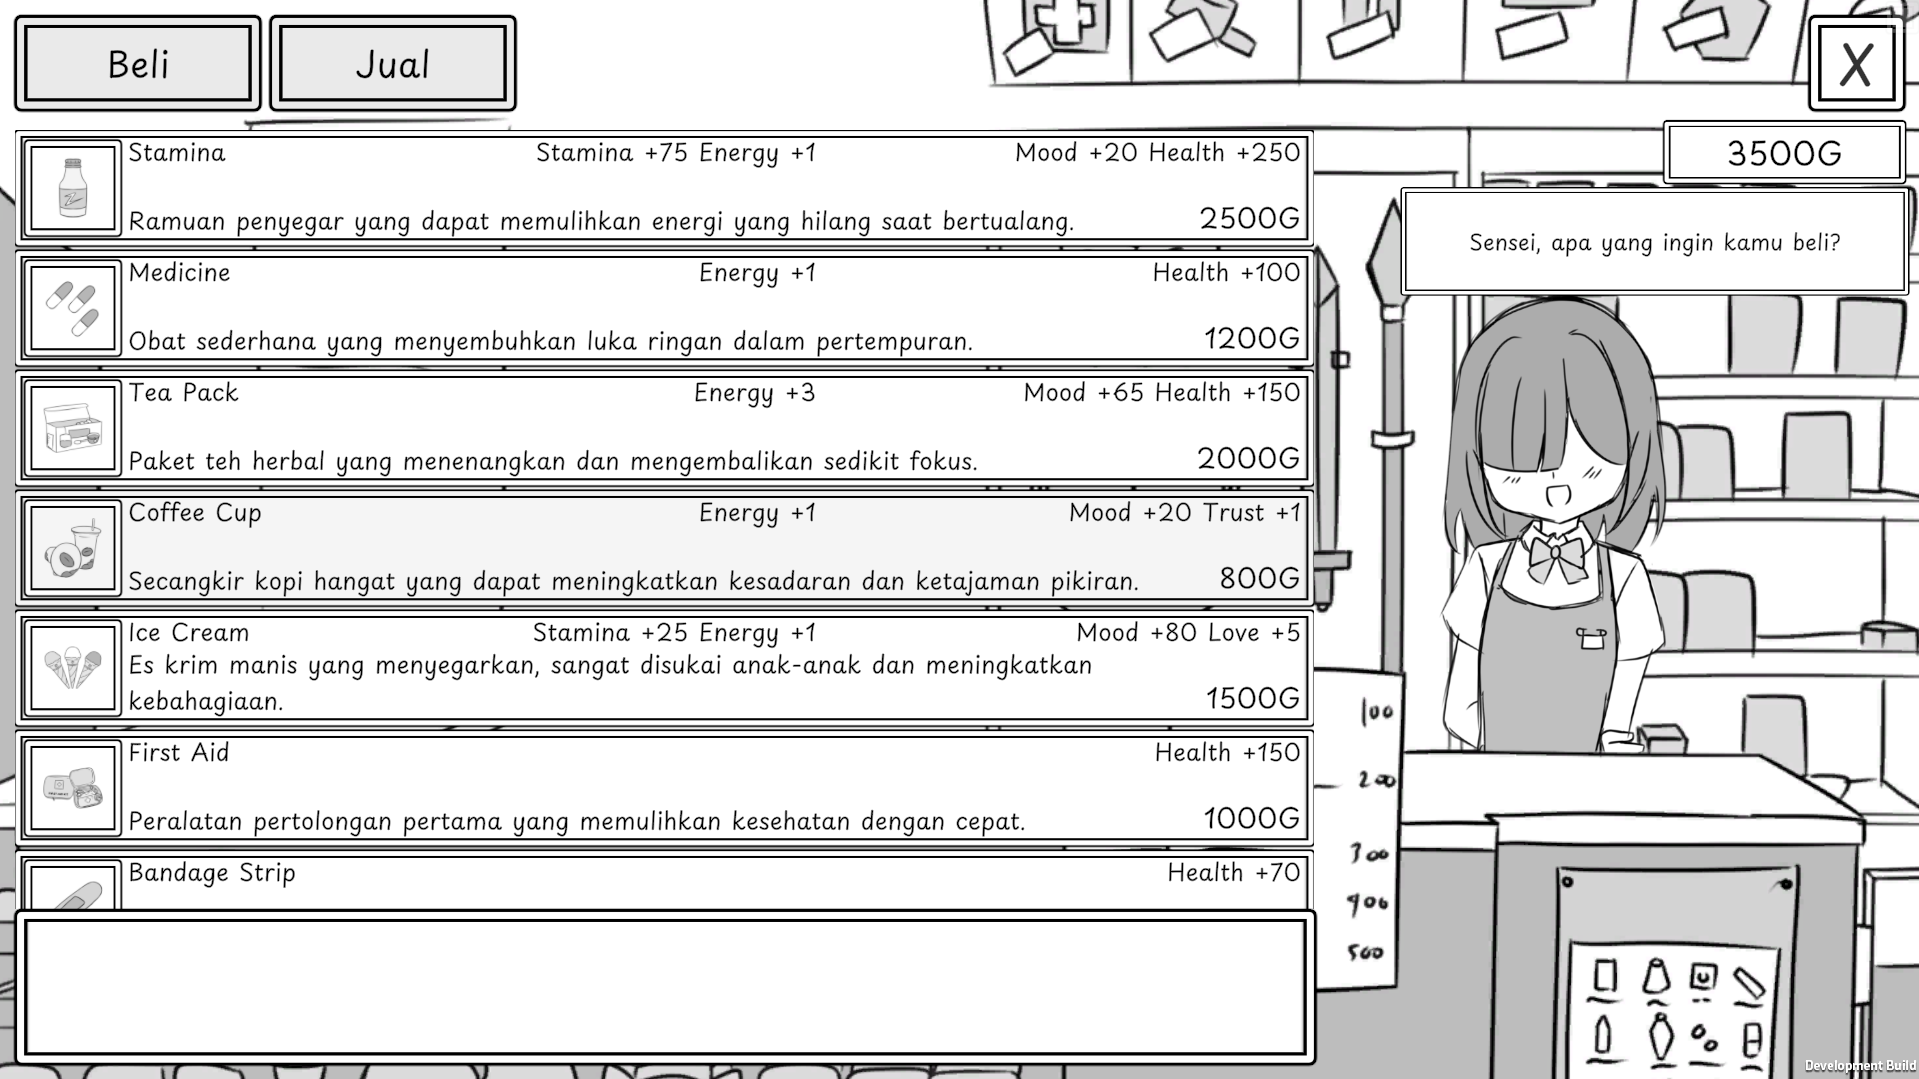 Beli
Jual
X
3500G
Sensei, apa yang ingin kamu beli?
Stamina Stamina +75 Energy +1 Mood +20 Health +250
Ramuan penyegar yang dapat memulihkan energi yang hilang saat bertualang. 2500G
Medicine Energy +1 Health +100
Obat sederhana yang menyembuhkan luka ringan dalam pertempuran. 1200G
Tea Pack Energy +3 Mood +65 Health +150
Paket teh herbal yang menenangkan dan mengembalikan sedikit fokus. 2000G
Coffee Cup Energy +1 Mood +20 Trust +1
Secangkir kopi hangat yang dapat meningkatkan kesadaran dan ketajaman pikiran. 800G
Ice Cream Stamina +25 Energy +1 Mood +80 Love +5
Es krim manis yang menyegarkan, sangat disukai anak-anak dan meningkatkan
kebahagiaan. 1500G
First Aid Health +150
Peralatan pertolongan pertama yang memulihkan kesehatan dengan cepat. 1000G
Bandage Strip Health +70
100
200
300
400
500
Development Build